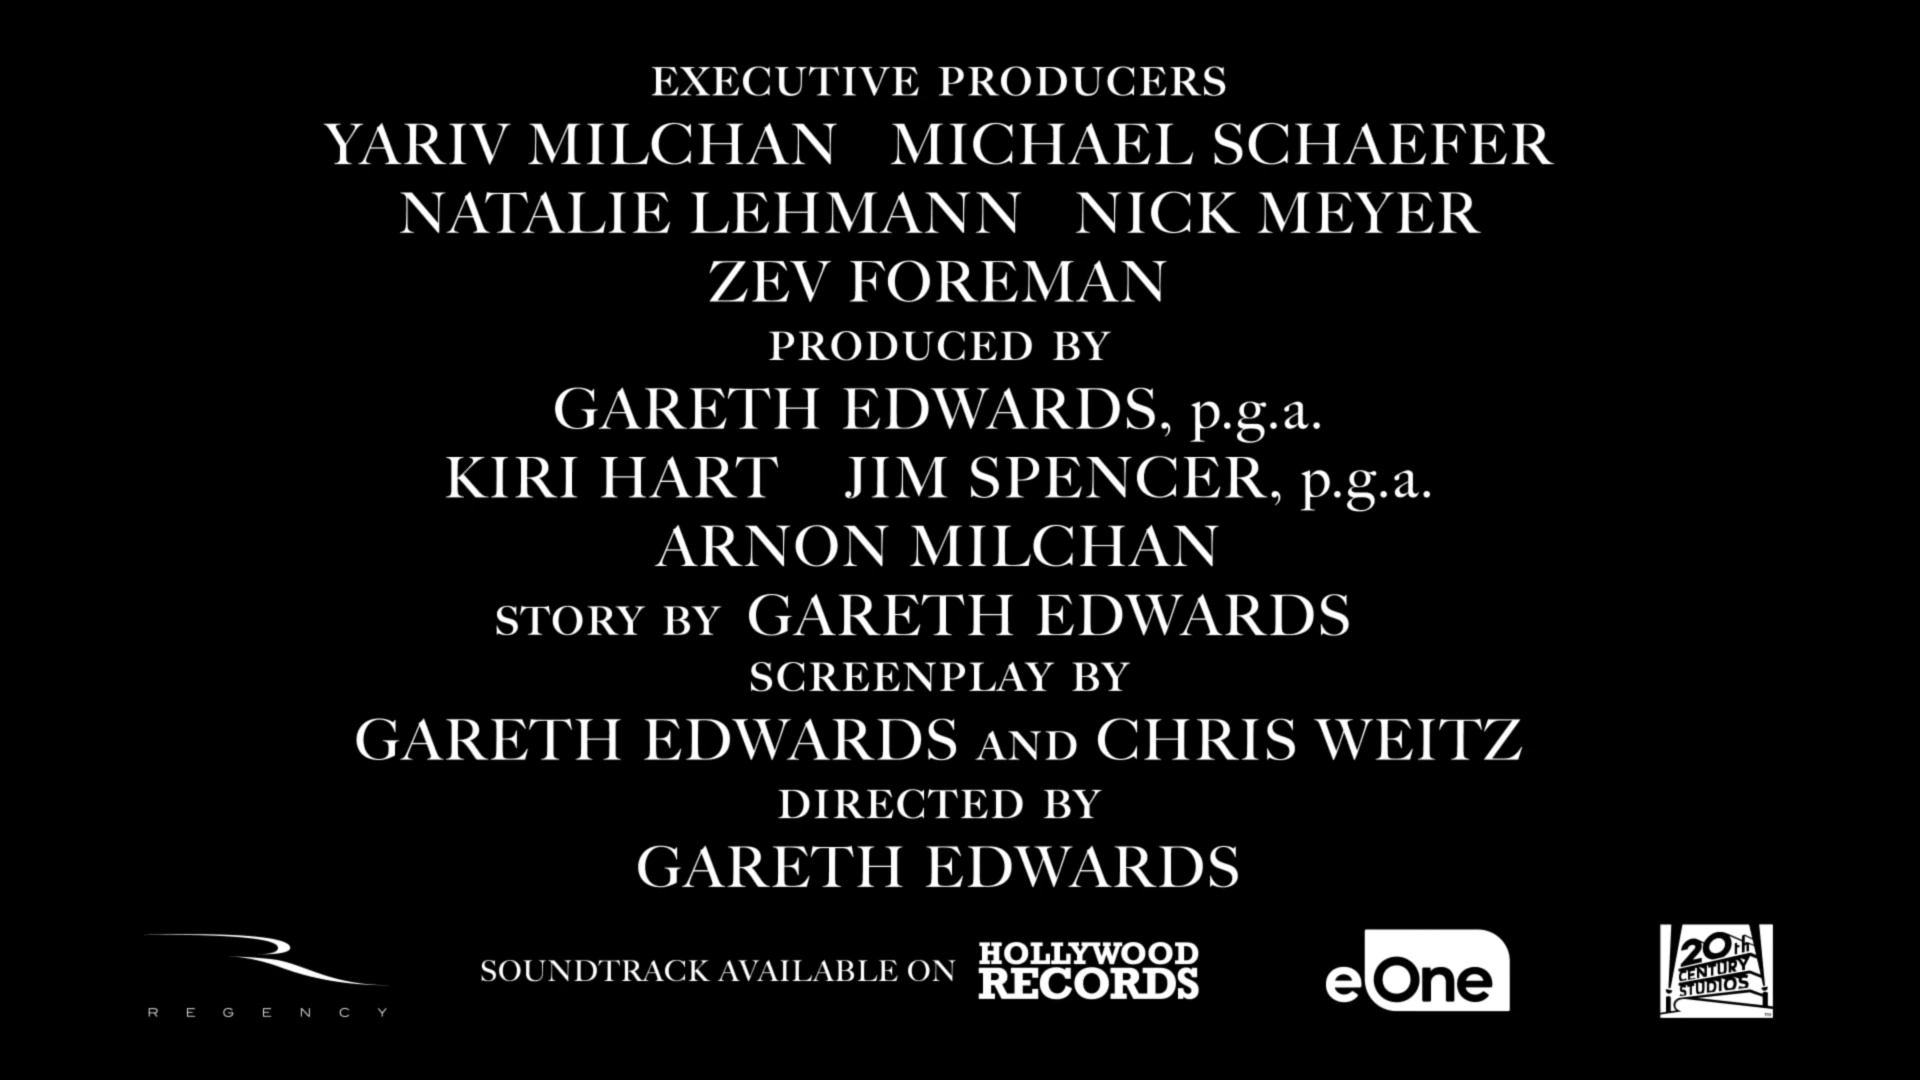 EXECUTIVE PRODUCERS
YARIV MILCHAN MICHAEL SCHAEFER
NATALIE LEHMANN NICK MEYER
ZEV FOREMAN
PRODUCED BY
GARETH EDWARDS, p.g.a.
KIRI HART JIM SPENCER, p.g.a.
ARNON MILCHAN
STORY BY GARETH EDWARDS
SCREENPLAY BY
GARETH EDWARDS AND CHRIS WEITZ
DIRECTED BY
GARETH EDWARDS
REGENCY
SOUNDTRACK AVAILABLE ON
HOLLYWOOD
RECORDS
eOne
20th
CENTURY
STUDIOS